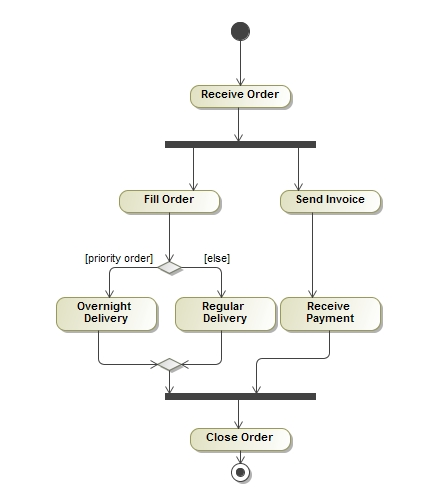 Receive Order
Fill Order
Send Invoice
[priority order]
[else]
Overnight
Delivery
Regular
Delivery
Receive
Payment
Close Order